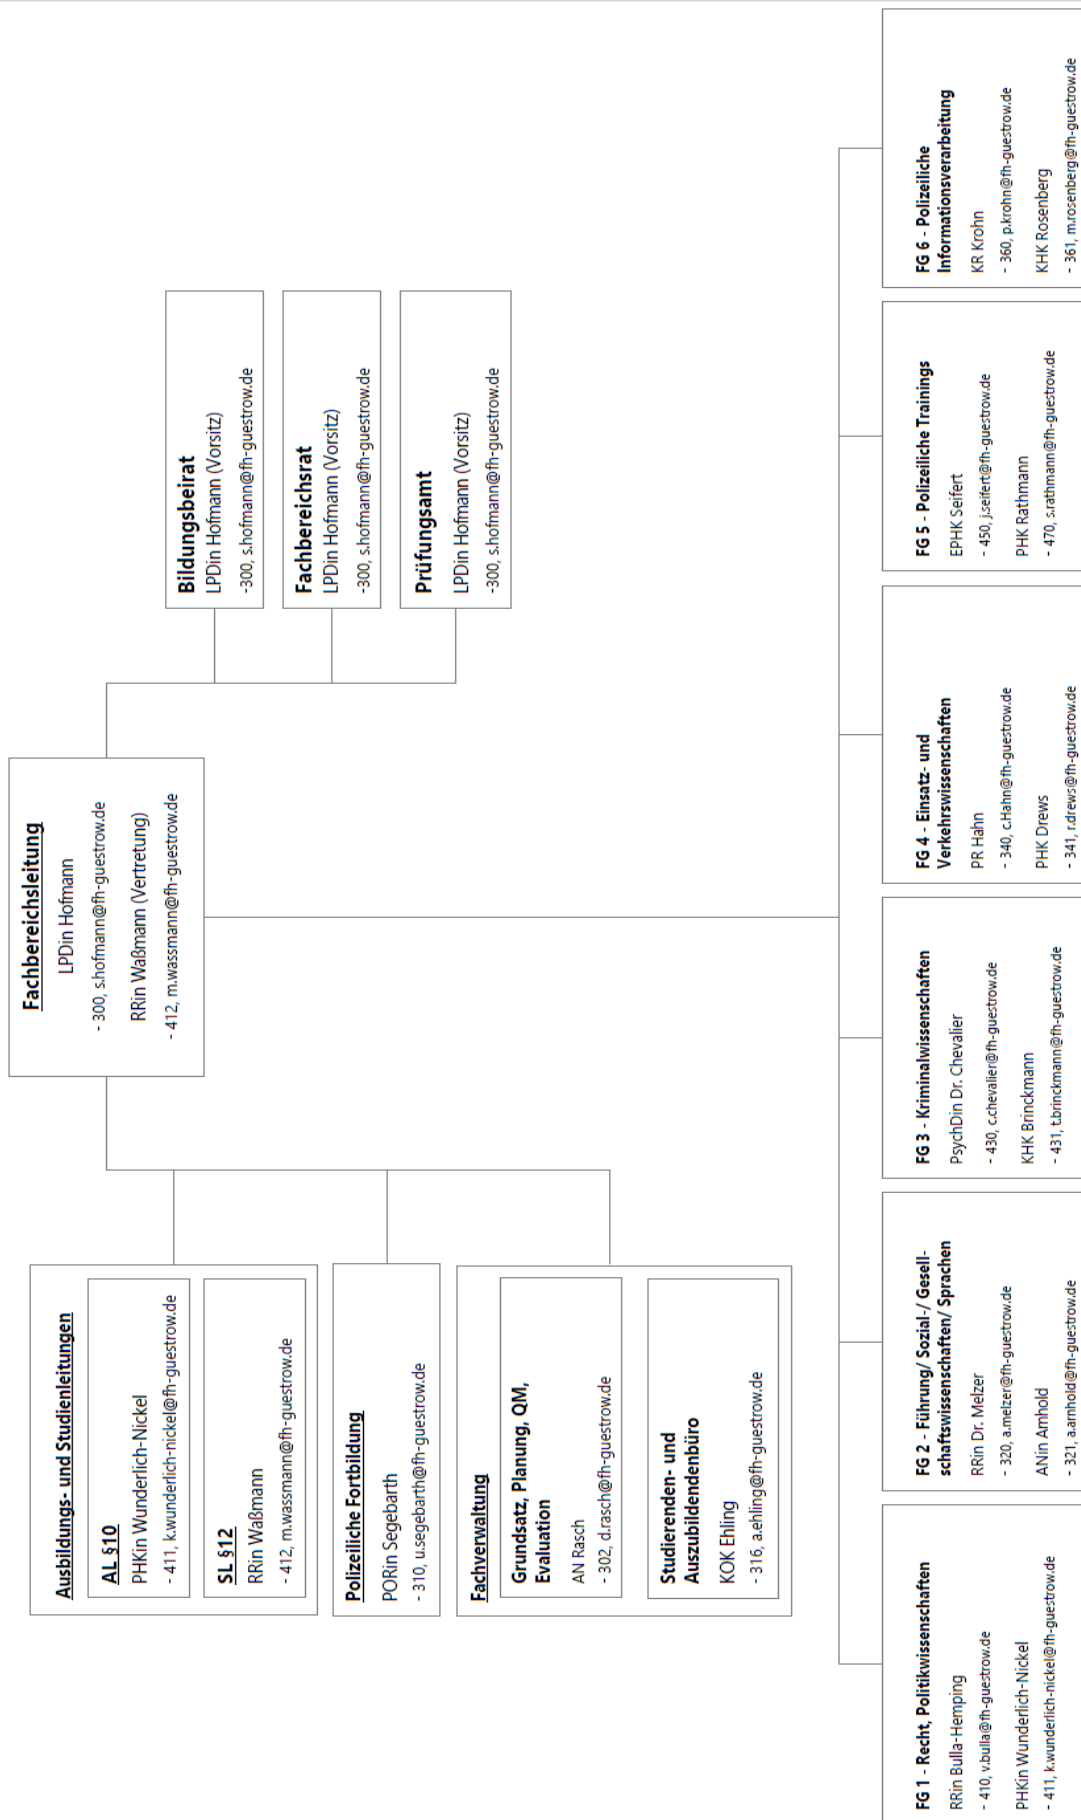 Fachbereichsleitung
LPDin Hofmann
- 300, s.hofmann@fh-guestrow.de
RRin Waßmann (Vertretung)
- 412, m.wassmann@fh-guestrow.de
Ausbildungs- und Studienleitungen
AL §10
PHKin Wunderlich-Nickel
- 411, k.wunderlich-nickel@fh-guestrow.de
SL §12
RRin Waßmann
- 412, m.wassmann@fh-guestrow.de
Polizeiliche Fortbildung
PORin Segebarth
- 310, u.segebarth@fh-guestrow.de
Fachverwaltung
Grundsatz, Planung, QM,
Evaluation
AN Rasch
- 302, d.rasch@fh-guestrow.de
Studierenden- und
Auszubildendenbüro
KOK Ehling
- 316, a.ehling@fh-guestrow.de
Bildungsbeirat
LPDin Hofmann (Vorsitz)
-300, s.hofmann@fh-guestrow.de
Fachbereichsrat
LPDin Hofmann (Vorsitz)
-300, s.hofmann@fh-guestrow.de
Prüfungsamt
LPDin Hofmann (Vorsitz)
-300, s.hofmann@fh-guestrow.de
FG 1 - Recht, Politikwissenschaften
RRin Bulla-Hemping
- 410, v.bulla@fh-guestrow.de
PHKin Wunderlich-Nickel
- 411, k.wunderlich-nickel@fh-guestrow.de
FG 2 - Führung/ Sozial-/ Gesell-
schaftswissenschaften/ Sprachen
RRin Dr. Melzer
- 320, a.melzer@fh-guestrow.de
ANin Arnhold
- 321, a.arnhold@fh-guestrow.de
FG 3 - Kriminalwissenschaften
PsychDin Dr. Chevalier
- 430, c.chevalier@fh-guestrow.de
KHK Brinckmann
- 431, t.brinckmann@fh-guestrow.de
FG 4 - Einsatz- und
Verkehrswissenschaften
PR Hahn
- 340, c.Hahn@fh-guestrow.de
PHK Drews
- 341, r.drews@fh-guestrow.de
FG 5 - Polizeiliche Trainings
EPHK Seifert
- 450, j.seifert@fh-guestrow.de
PHK Rathmann
- 470, s.rathmann@fh-guestrow.de
FG 6 - Polizeiliche
Informationsverarbeitung
KR Krohn
- 360, p.krohn@fh-guestrow.de
KHK Rosenberg
- 361, m.rosenberg@fh-guestrow.de